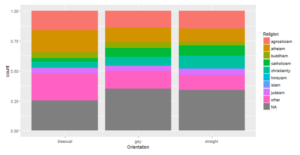 Religion
1.00
agnosticism
atheism
0.75
buddhism
catholicism
christianity
count
0.50
hinduism
islam
judaism
0.25
other
NA
0.00
bisexual gay straight
Orientation